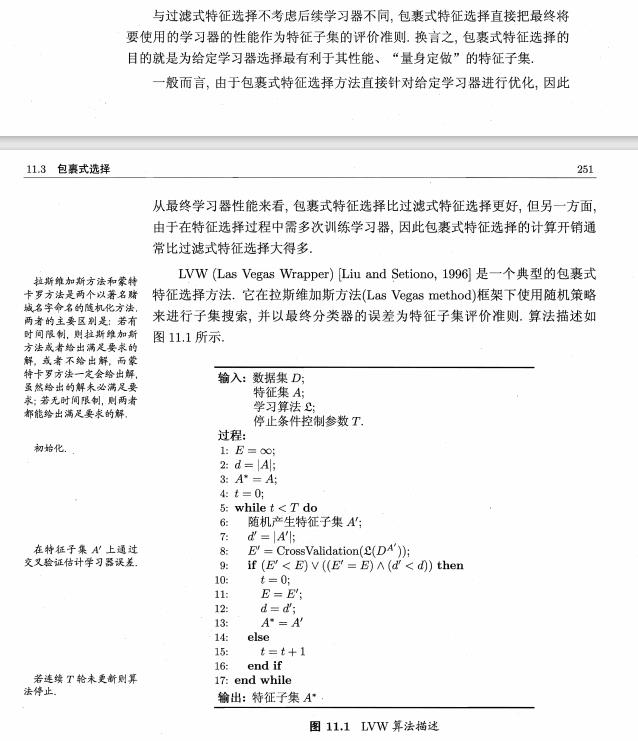 与过滤式特征选择不考虑后续学习器不同, 包裹式特征选择直接把最终将
要使用的学习器的性能作为特征子集的评价准则. 换言之, 包裹式特征选择的
目的就是为给定学习器选择最有利于其性能、“量身定做”的特征子集.
一般而言, 由于包裹式特征选择方法直接针对给定学习器进行优化, 因此
11.3 包裹式选择 251
从最终学习器性能来看, 包裹式特征选择比过滤式特征选择更好, 但另一方面,
由于在特征选择过程中需多次训练学习器, 因此包裹式特征选择的计算开销通
常比过滤式特征选择大得多.
拉斯维加斯方法和蒙特
卡罗方法是两个以著名赌
城名字命名的随机化方法.
两者的主要区别是: 若有
时间限制, 则拉斯维加斯
方法或者给出满足要求的
解, 或者不给出解, 而蒙
特卡罗方法一定会给出解,
虽然给出的解未必满足要
求; 若无时间限制, 则两者
都能给出满足要求的解.
LVW (Las Vegas Wrapper) [Liu and Setiono, 1996] 是一个典型的包裹式
特征选择方法. 它在拉斯维加斯方法(Las Vegas method)框架下使用随机策略
来进行子集搜索, 并以最终分类器的误差为特征子集评价准则. 算法描述如
图 11.1 所示.
输入: 数据集 D;
特征集 A;
学习算法 𝔏;
停止条件控制参数 T.
过程:
初始化.
1: E = ∞;
2: d = |A|;
3: A* = A;
4: t = 0;
5: while t < T do
6: 随机产生特征子集 A′;
7: d′ = |A′|;
在特征子集 A′ 上通过
交叉验证估计学习器误差.
8: E′ = CrossValidation(𝔏(D^A′));
9: if (E′ < E) ∨ ((E′ = E) ∧ (d′ < d)) then
10: t = 0;
11: E = E′;
12: d = d′;
13: A* = A′
14: else
15: t = t + 1
16: end if
若连续 T 轮未更新则算
法停止.
17: end while
输出: 特征子集 A*
图 11.1 LVW 算法描述